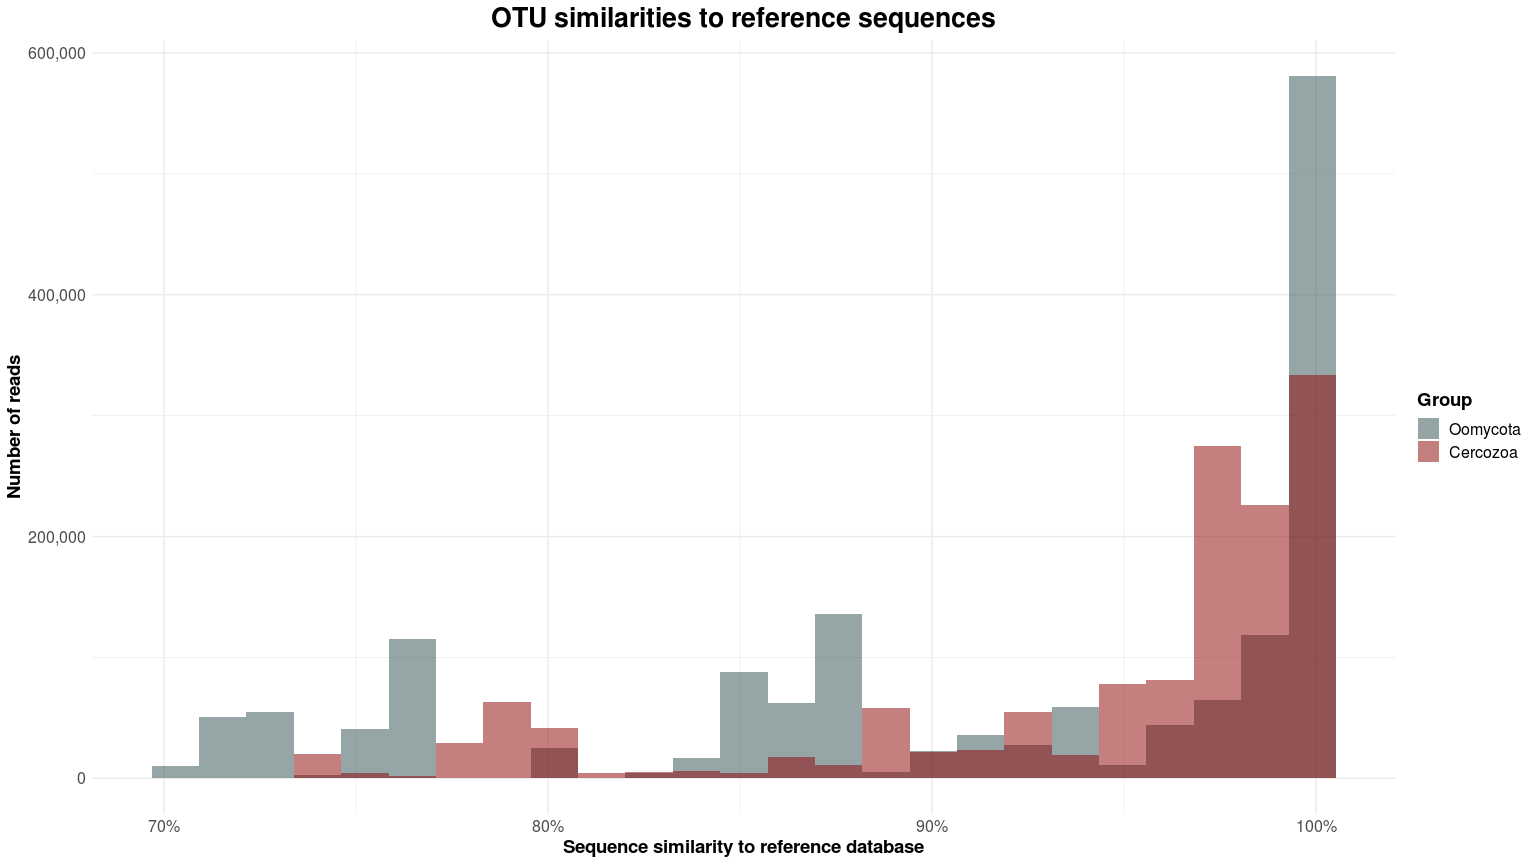 OTU similarities to reference sequences
600,000
400,000
200,000
0
Number of reads
70%
80%
90%
100%
Sequence similarity to reference database
Group
Oomycota
Cercozoa